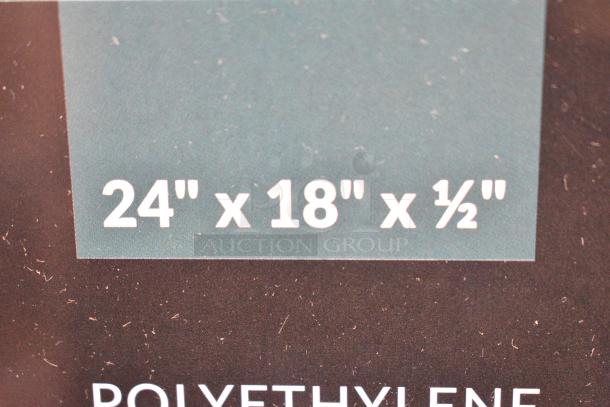 24" x 18" x ½"
AUCTION GROUP
POLYETHYLENE